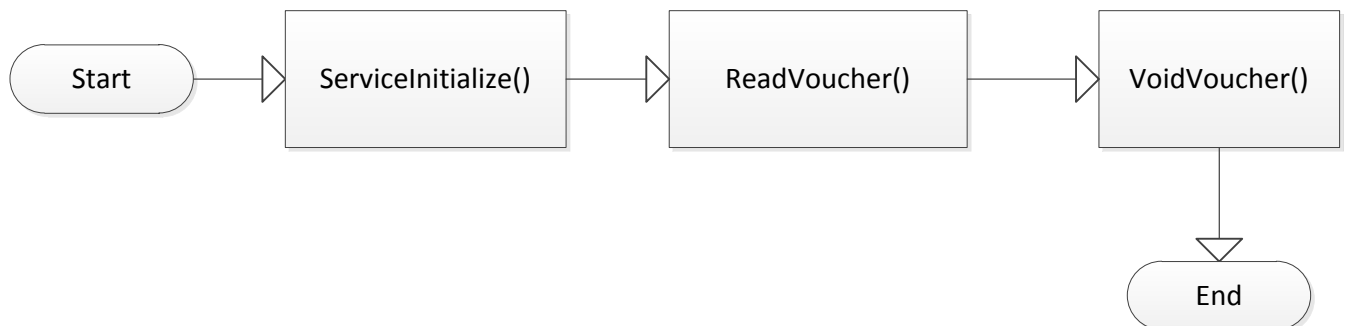 Start
ServiceInitialize()
ReadVoucher()
VoidVoucher()
End